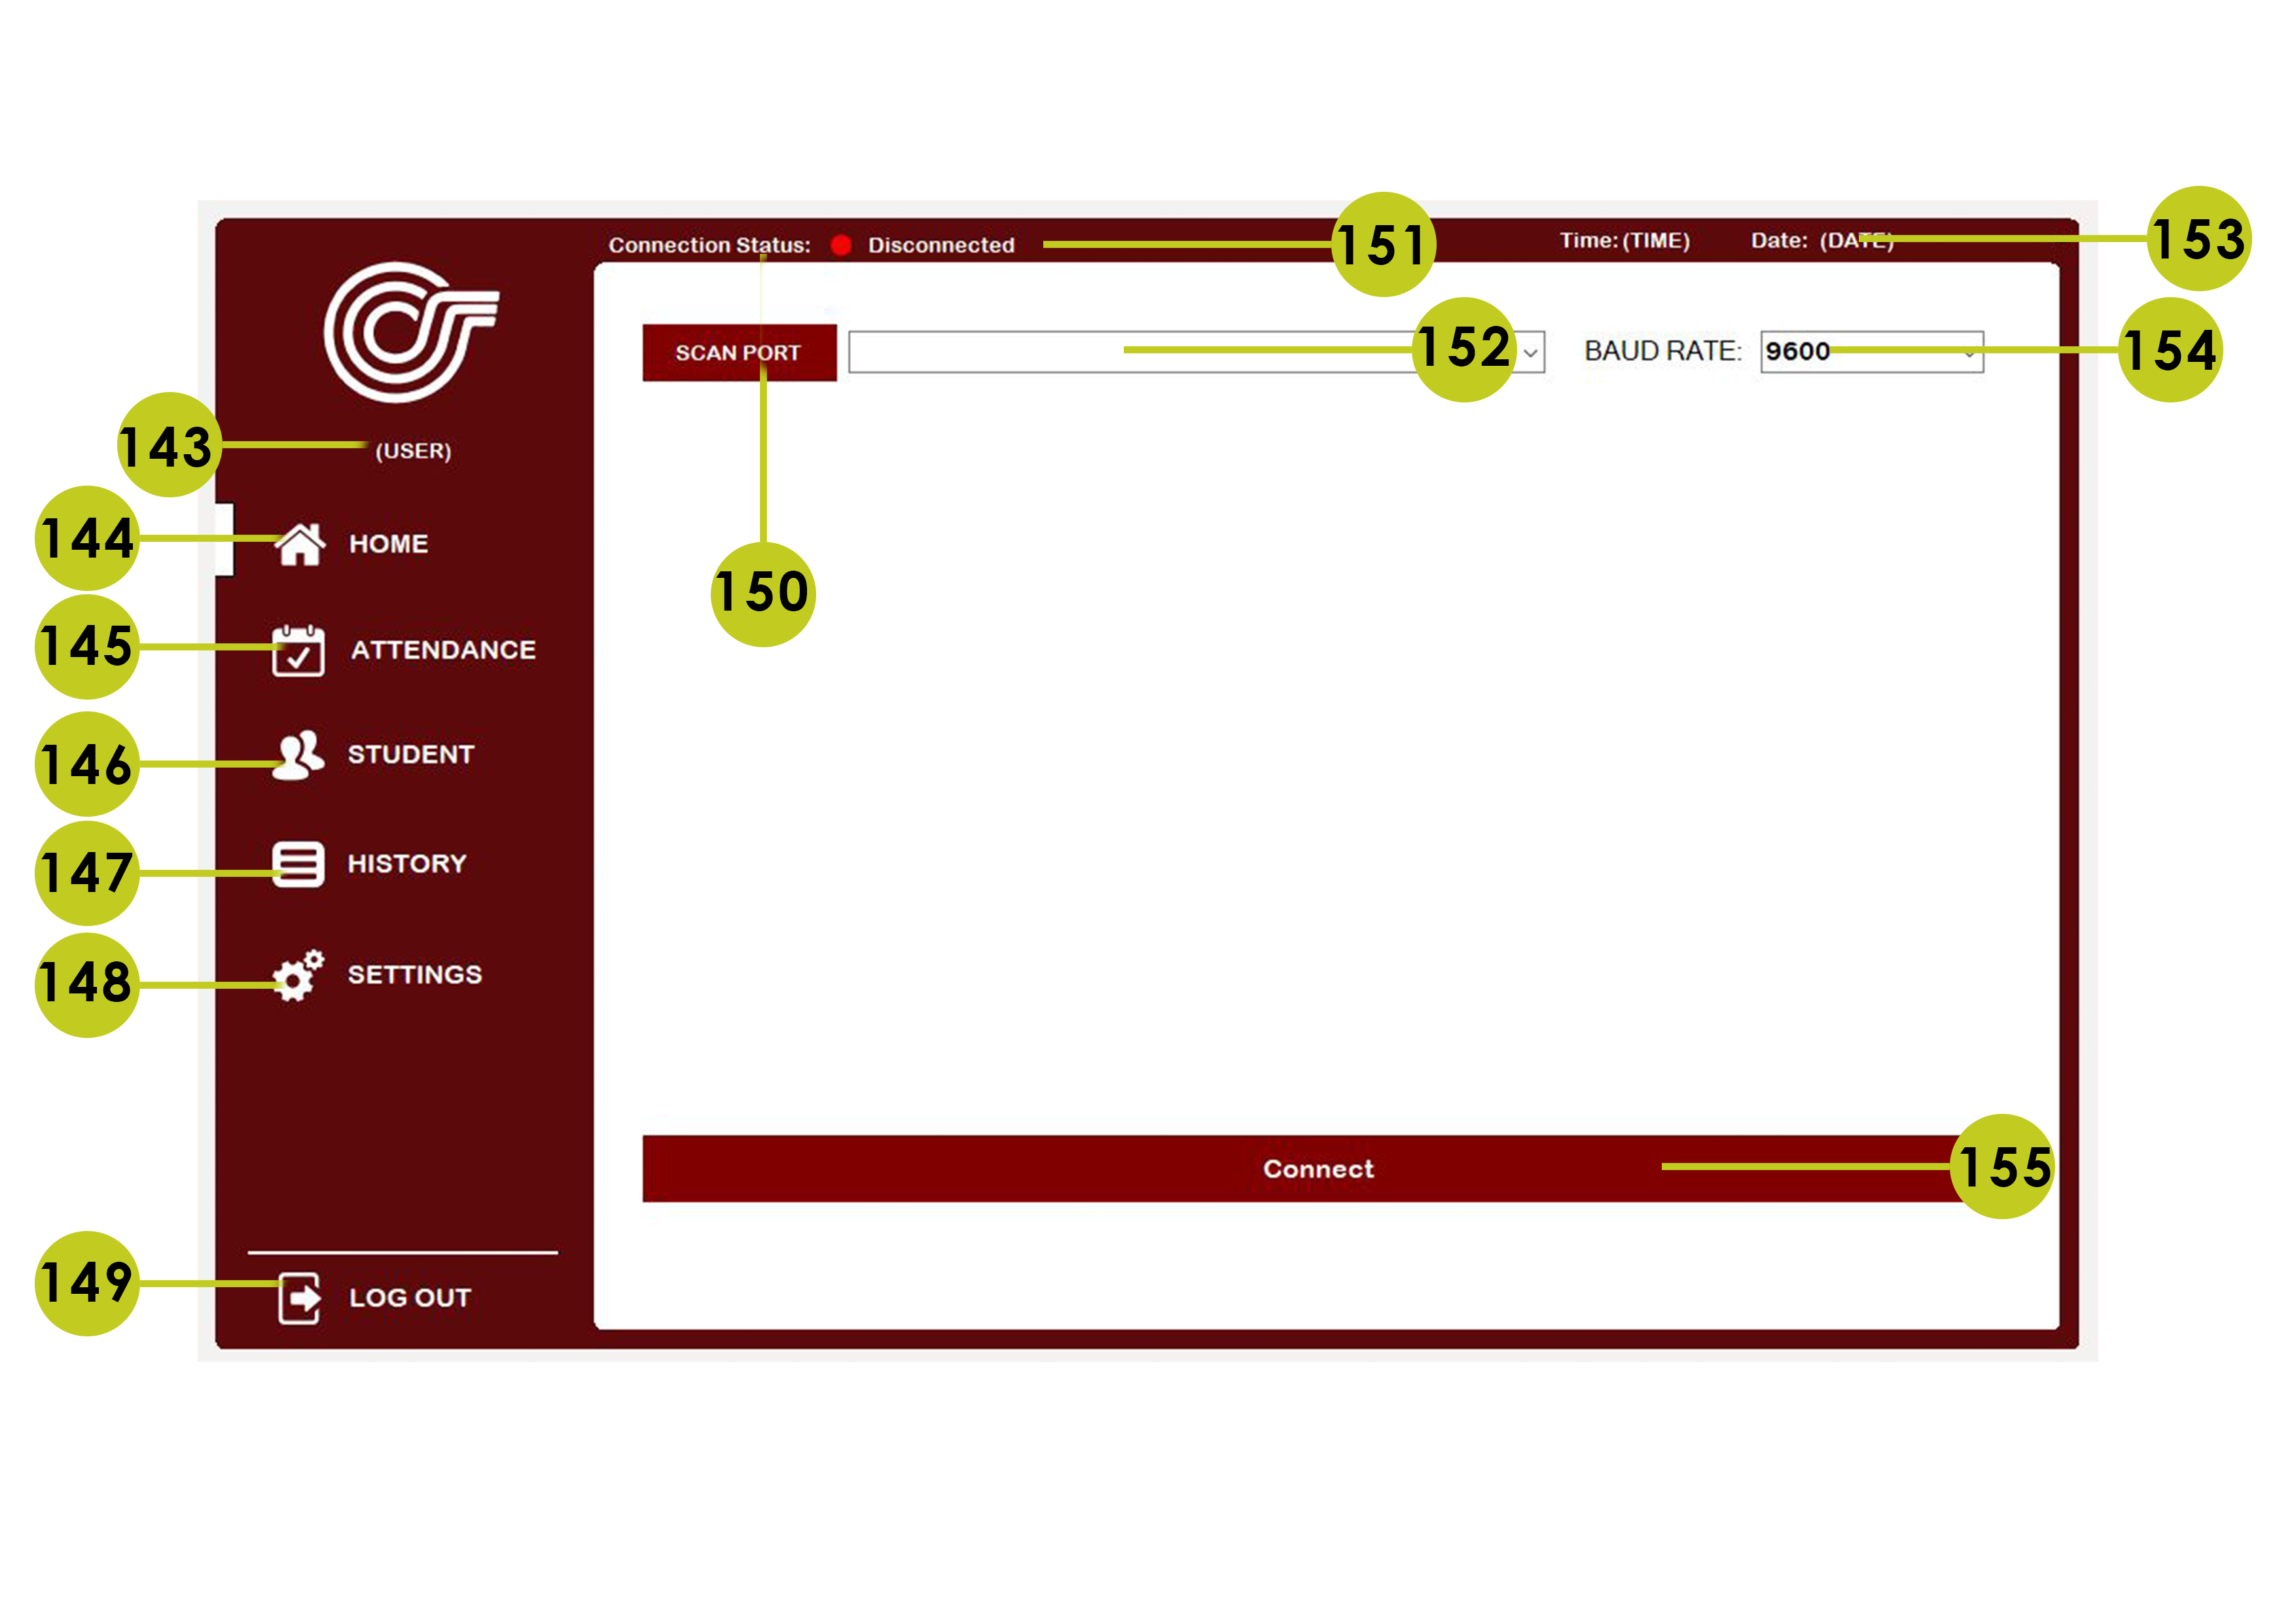 Connection Status: Disconnected
151
Time: (TIME)
Date: (DATE)
153
SCAN PORT
152
BAUD RATE:
9600
154
143
(USER)
144
HOME
150
145
ATTENDANCE
146
STUDENT
147
HISTORY
148
SETTINGS
Connect
155
149
LOG OUT